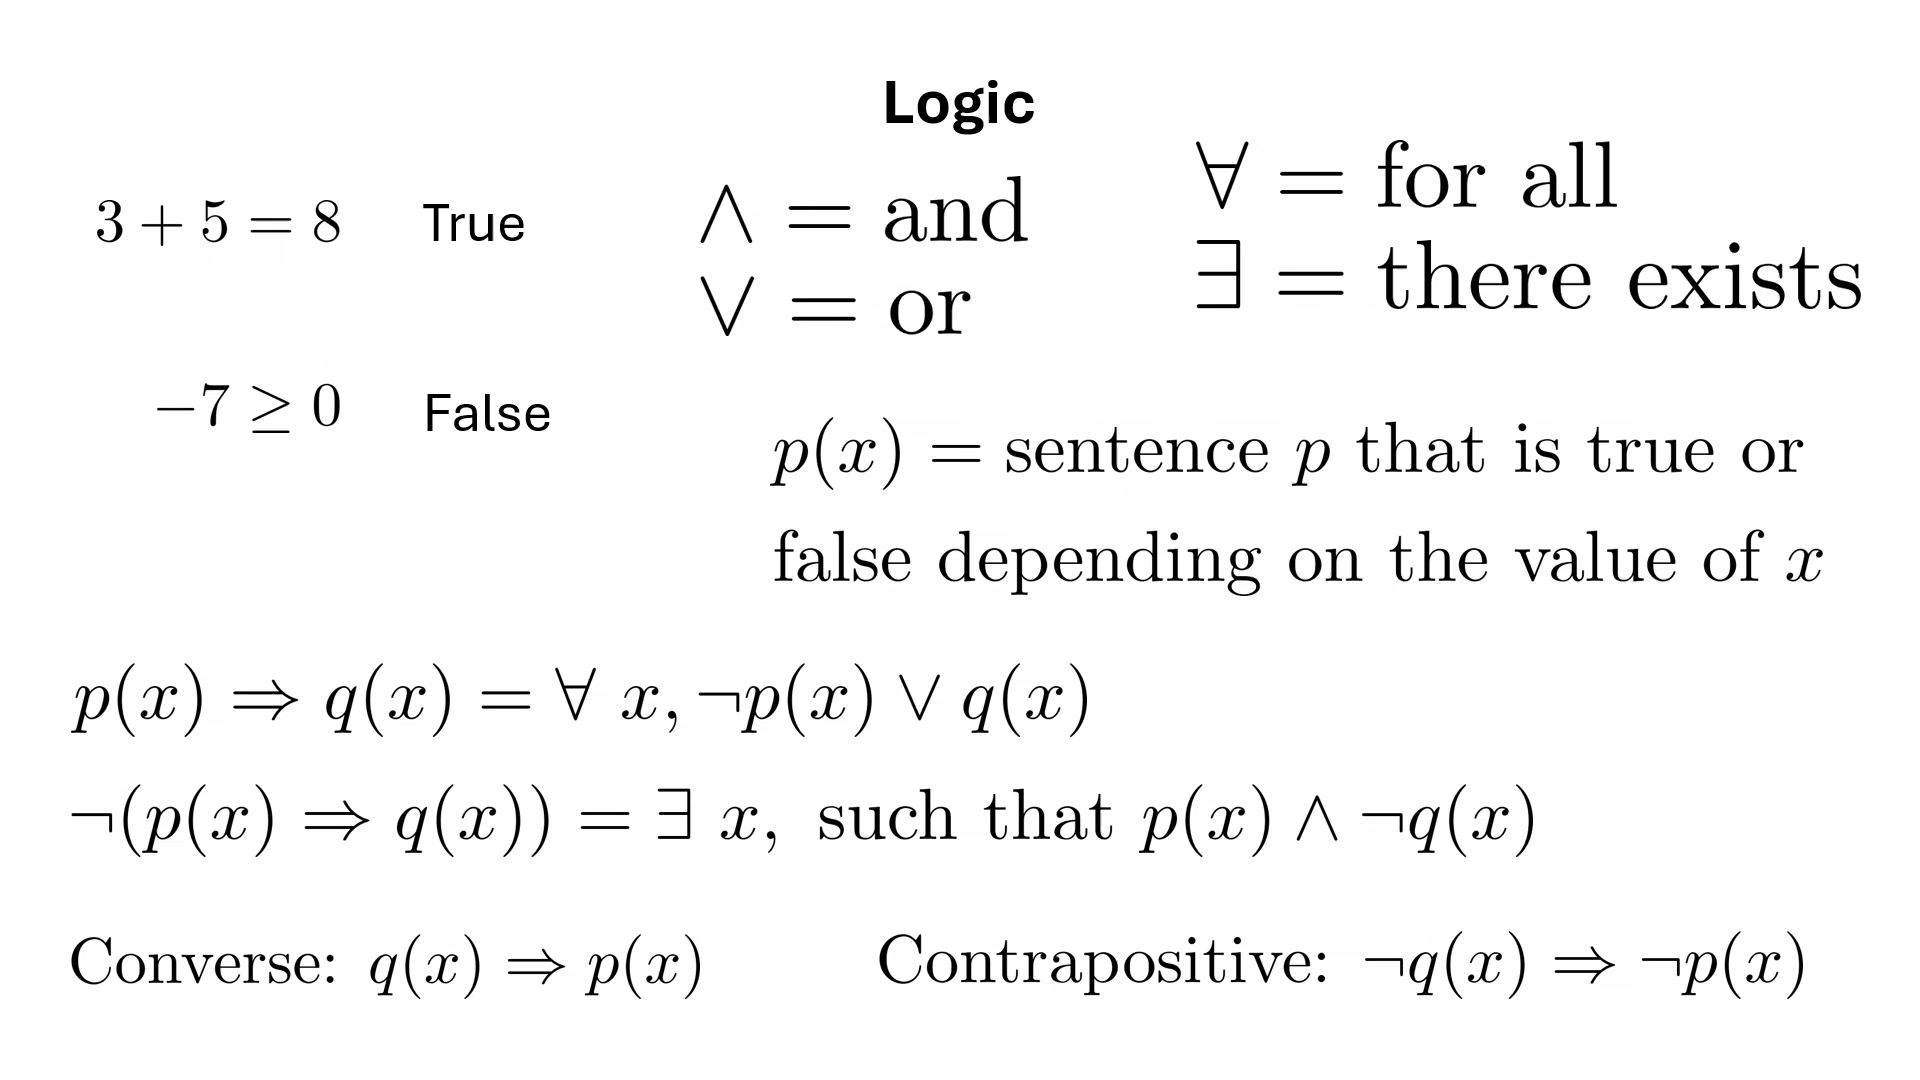 Logic
3 + 5 = 8 True
−7 ≥ 0 False
∧ = and
∨ = or
∀ = for all
∃ = there exists
p(x) = sentence p that is true or
false depending on the value of x
p(x) ⇒ q(x) = ∀ x, ¬p(x) ∨ q(x)
¬(p(x) ⇒ q(x)) = ∃ x, such that p(x) ∧ ¬q(x)
Converse: q(x) ⇒ p(x)
Contrapositive: ¬q(x) ⇒ ¬p(x)